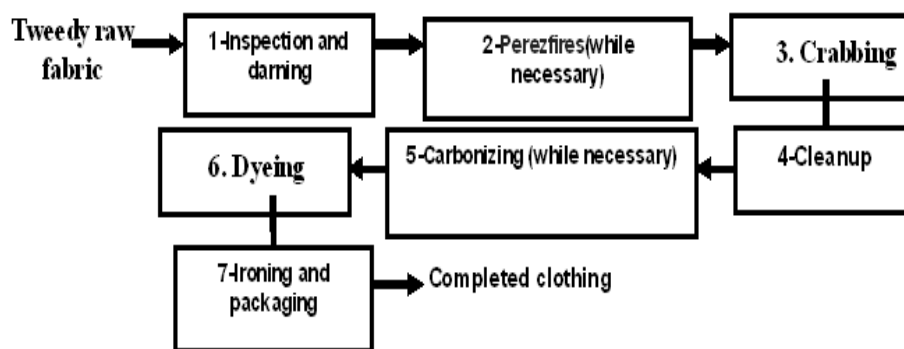 Tweedy raw
fabric
1-Inspection and
darning
2-Perezfires(while
necessary)
3. Crabbing
4-Cleanup
5-Carbonizing (while necessary)
6. Dyeing
7-Ironing and
packaging
Completed clothing